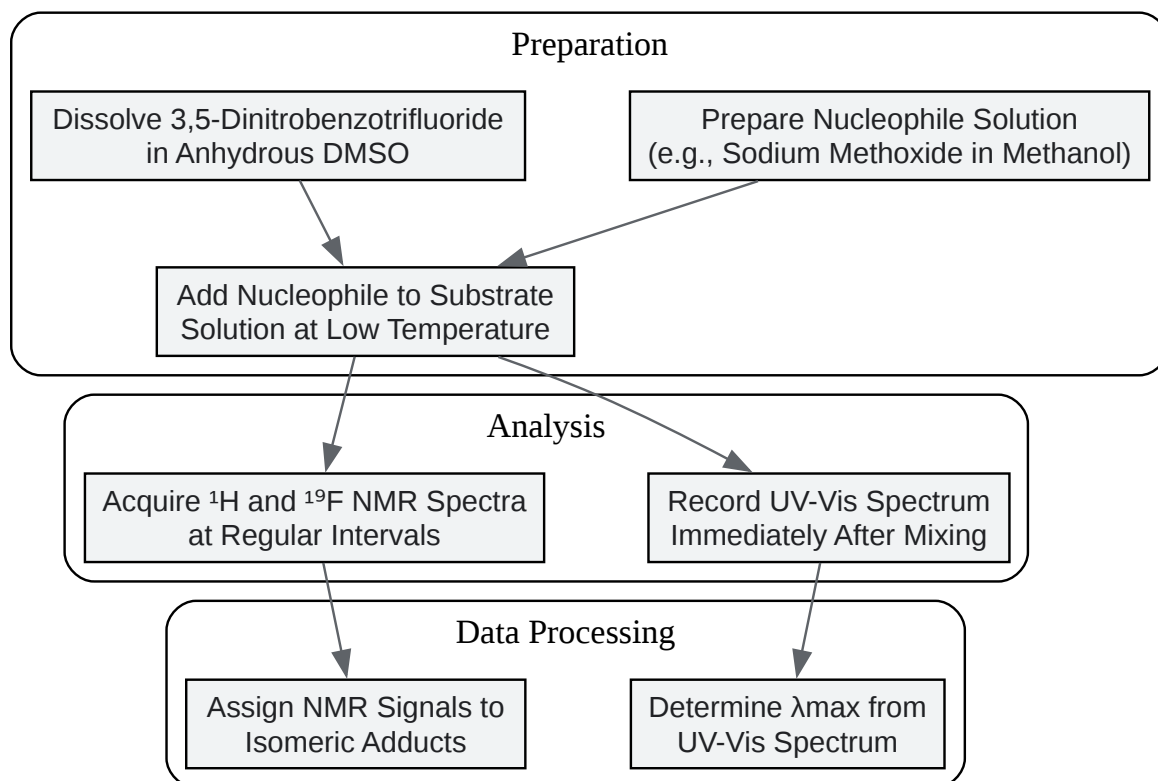 Preparation
Dissolve 3,5-Dinitrobenzotrifluoride
in Anhydrous DMSO
Prepare Nucleophile Solution
(e.g., Sodium Methoxide in Methanol)
Add Nucleophile to Substrate
Solution at Low Temperature
Analysis
Acquire ¹H and ¹⁹F NMR Spectra
at Regular Intervals
Record UV-Vis Spectrum
Immediately After Mixing
Data Processing
Assign NMR Signals to
Isomeric Adducts
Determine λmax from
UV-Vis Spectrum